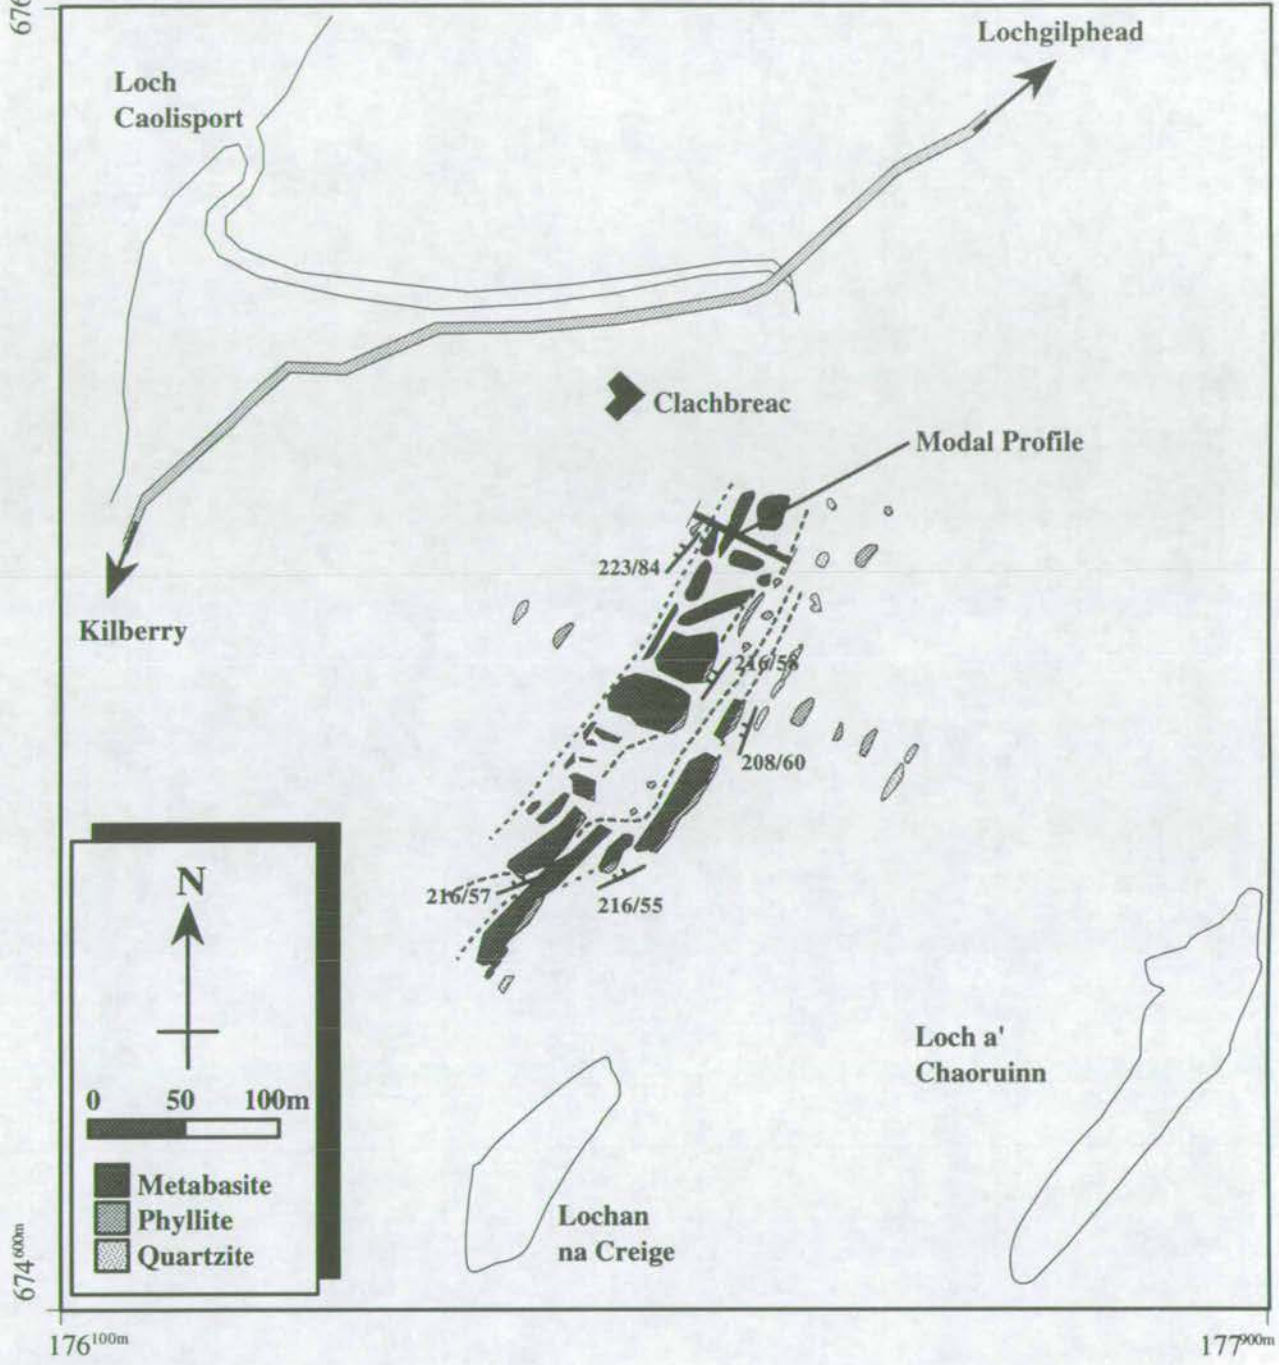 676
Lochgilphead
Loch
Caolisport
Clachbreac
Modal Profile
223/84
Kilberry
216/58
208/60
216/57
216/55
N
0 50 100m
Metabasite
Phyllite
Quartzite
Loch a'
Chaoruinn
Lochan
na Creige
674600m
176100m
177900m